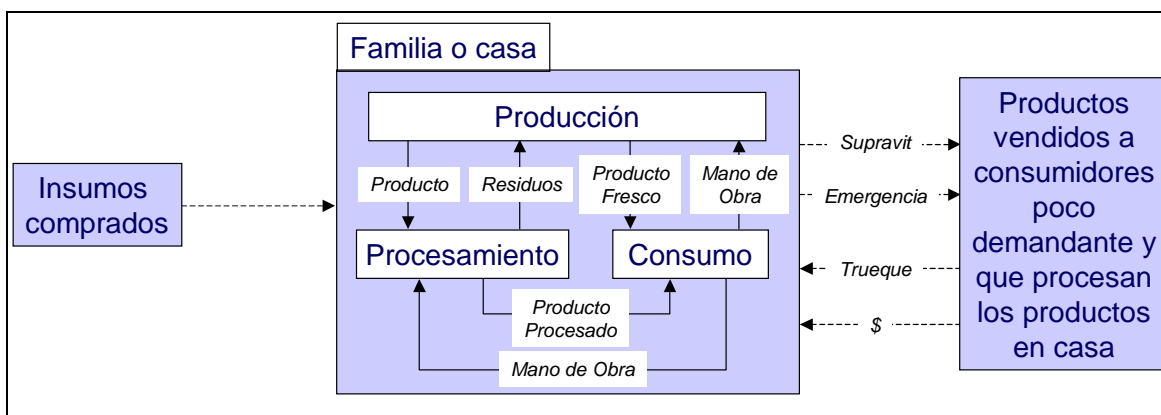 Familia o casa
Producción
Producto
Residuos
Producto
Fresco
Mano de
Obra
Procesamiento
Consumo
Producto
Procesado
Mano de Obra
Insumos
comprados
Supravit
Emergencia
Trueque
$
Productos
vendidos a
consumidores
poco
demandante y
que procesan
los productos
en casa